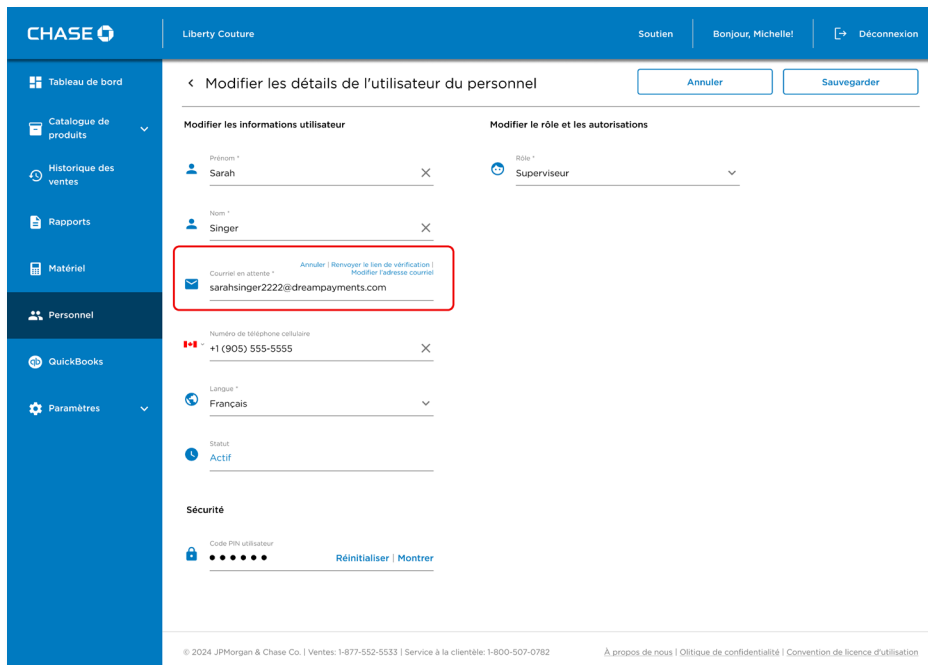 CHASE
Liberty Couture
Soutien
Bonjour, Michelle!
Déconnexion
Tableau de bord
Catalogue de
produits
Historique des
ventes
Rapports
Matériel
Personnel
qb QuickBooks
Paramètres
Modifier les détails de l'utilisateur du personnel
Annuler
Sauvegarder
Modifier les informations utilisateur
Prénom *
Sarah
Nom *
Singer
Annuler | Renvoyer le lien de vérification |
Modifier l'adresse courriel
Courriel en attente *
sarahsinger2222@dreampayments.com
Numéro de téléphone cellulaire
+1 (905) 555-5555
Langue *
Français
Statut
Actif
Sécurité
Code PIN utilisateur
Réinitialiser | Montrer
Modifier le rôle et les autorisations
Rôle *
Superviseur
© 2024 JPMorgan & Chase Co. | Ventes: 1-877-552-5533 | Service à la clientèle: 1-800-507-0782
À propos de nous | Olitique de confidentialité | Convention de licence d'utilisation